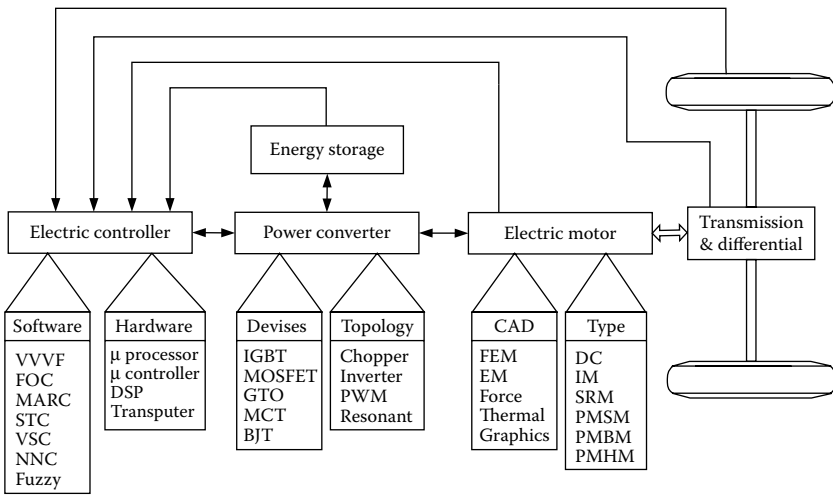 Energy storage
Electric controller
Power converter
Electric motor
Transmission
& differential
Software
VVVF
FOC
MARC
STC
VSC
NNC
Fuzzy
Hardware
µ processor
µ controller
DSP
Transputer
Devises
IGBT
MOSFET
GTO
MCT
BJT
Topology
Chopper
Inverter
PWM
Resonant
CAD
FEM
EM
Force
Thermal
Graphics
Type
DC
IM
SRM
PMSM
PMBM
PMHM